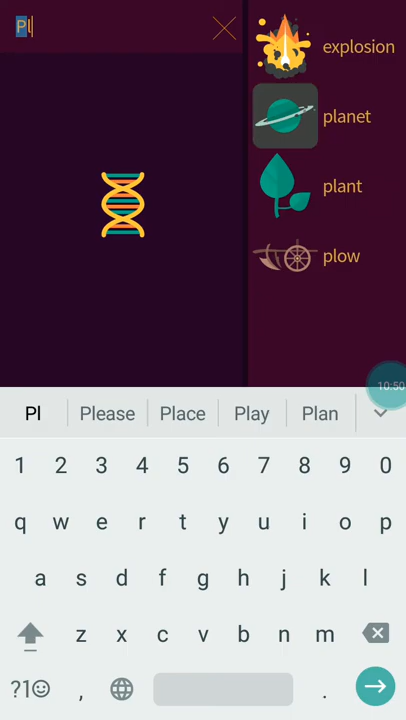 Pl
explosion
planet
plant
plow
10:50
Pl Please Place Play Plan
1 2 3 4 5 6 7 8 9 0
q w e r t y u i o p
a s d f g h j k l
z x c v b n m
?1☺ , .